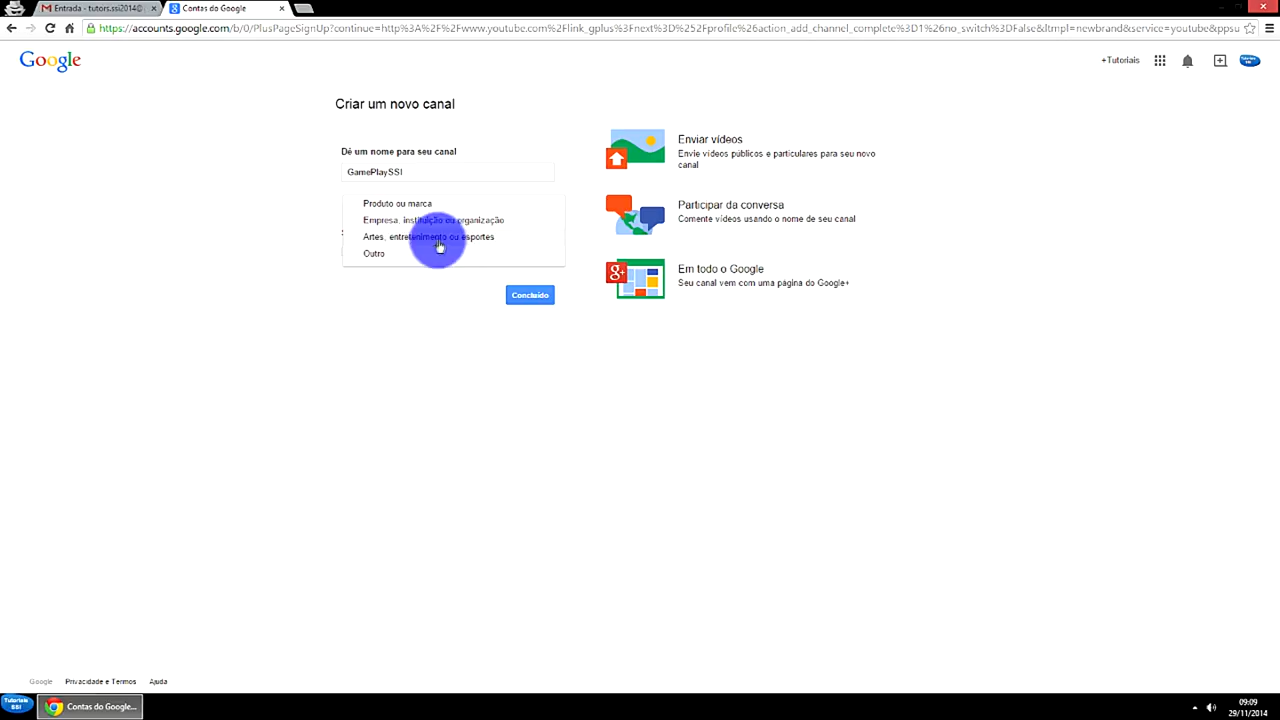 Entrada - tutors.ssi2014@
Contas do Google
https://accounts.google.com/b/0/PlusPageSignUp?continue=http%3A%2F%2Fwww.youtube.com%2Flink_gplus%3Fnext%3D%252Fprofile%26action_add_channel_complete%3D1%26no_switch%3DFalse&ltmpl=newbrand&service=youtube&ppsu
Google
+Tutoriais
Tutoriais
SSI
Criar um novo canal
Dê um nome para seu canal
GamePlaySSI
Produto ou marca
Empresa, instituição ou organização
Artes, entretenimento ou esportes
Outro
Concluído
Enviar vídeos
Envie vídeos públicos e particulares para seu novo
canal
Participar da conversa
Comente vídeos usando o nome de seu canal
g+
Em todo o Google
Seu canal vem com uma página do Google+
Google
Privacidade e Termos
Ajuda
Tutoriais
SSI
Contas do Google...
09:09
29/11/2014